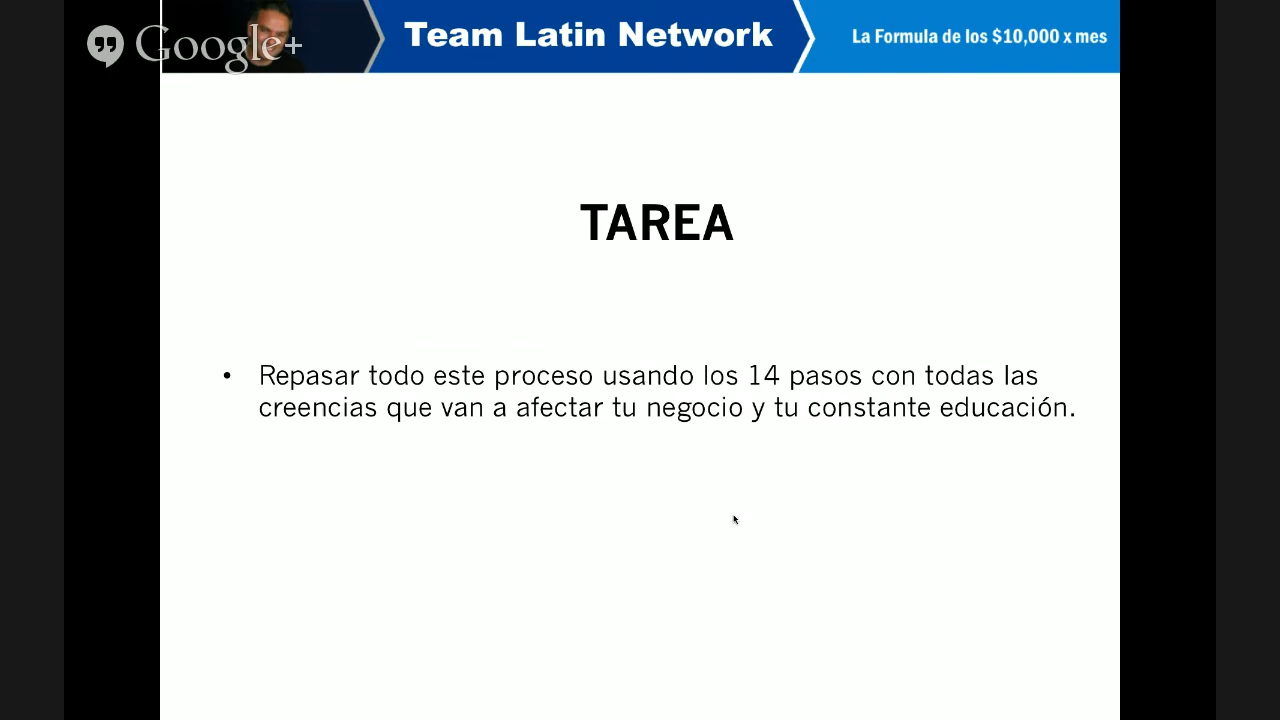 Google+
Team Latin Network
La Formula de los $10,000 x mes
TAREA
• Repasar todo este proceso usando los 14 pasos con todas las
creencias que van a afectar tu negocio y tu constante educación.